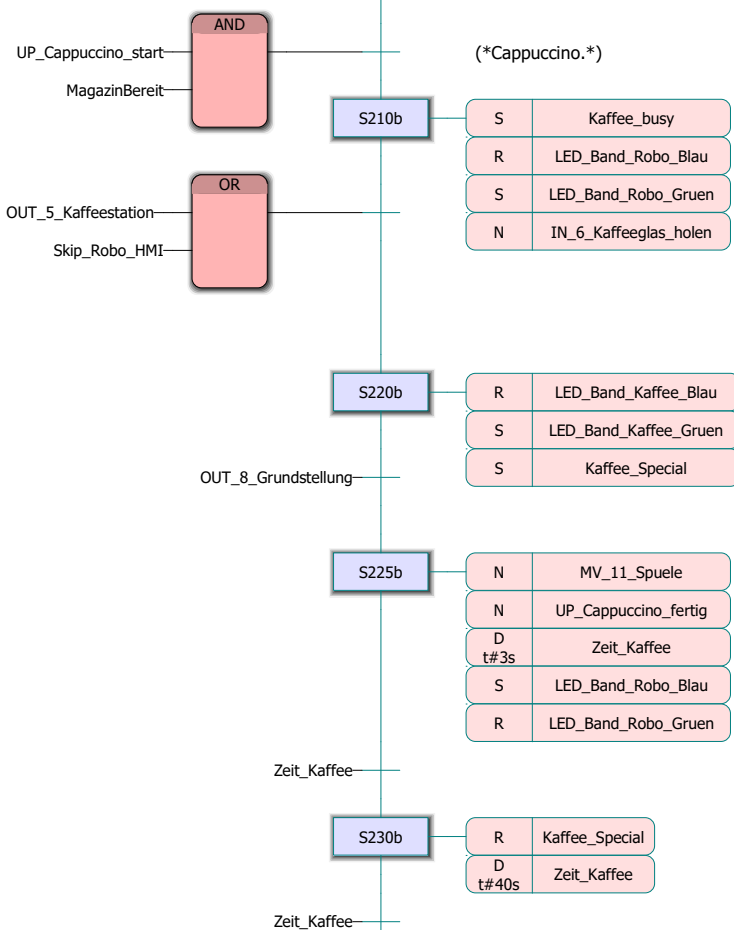 AND
UP_Cappuccino_start
(*Cappuccino.*)
MagazinBereit
S210b
S Kaffee_busy
R LED_Band_Robo_Blau
OR
S LED_Band_Robo_Gruen
OUT_5_Kaffeestation
N IN_6_Kaffeeglas_holen
Skip_Robo_HMI
S220b
R LED_Band_Kaffee_Blau
S LED_Band_Kaffee_Gruen
S Kaffee_Special
OUT_8_Grundstellung
S225b
N MV_11_Spuele
N UP_Cappuccino_fertig
D
t#3s
Zeit_Kaffee
S LED_Band_Robo_Blau
R LED_Band_Robo_Gruen
Zeit_Kaffee
S230b
R Kaffee_Special
D
t#40s
Zeit_Kaffee
Zeit_Kaffee